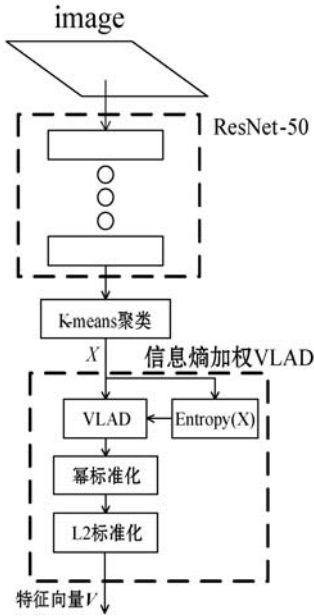 image
ResNet-50
K-means聚类
X
信息熵加权VLAD
VLAD
Entropy(X)
幂标准化
L2标准化
特征向量V